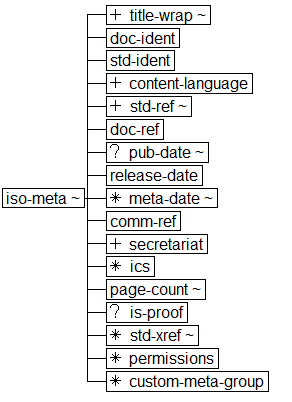 + title-wrap ~
doc-ident
std-ident
+ content-language
+ std-ref ~
doc-ref
? pub-date ~
release-date
iso-meta ~
* meta-date ~
comm-ref
+ secretariat
* ics
page-count ~
? is-proof
* std-xref ~
* permissions
* custom-meta-group